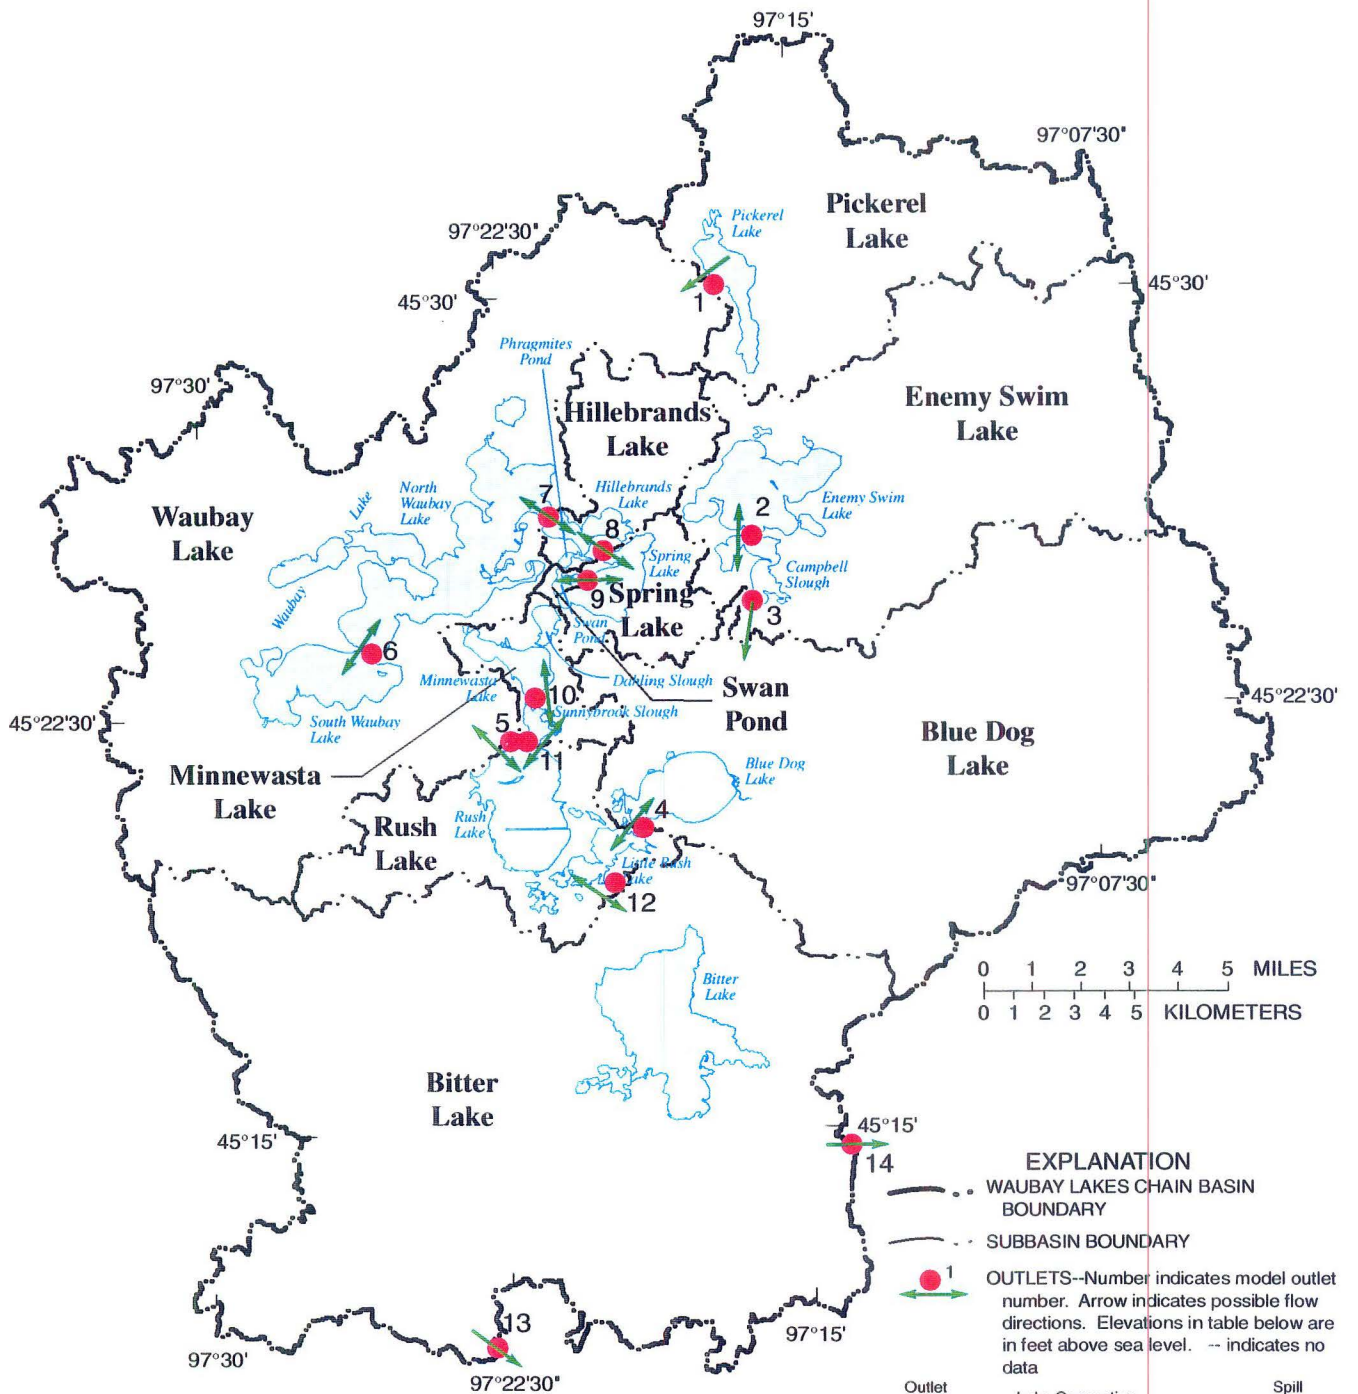 97°15'
97°07'30"
Pickerel
Lake
Pickerel
Lake
97°22'30"
45°30'
45°30'
1
Phragmites
Pond
97°30'
Hillebrands
Lake
Enemy Swim
Lake
North
Waubay
Lake
Lake
Waubay
Hillebrands
Lake
Enemy Swim
Lake
Waubay
Lake
7
2
8
Spring
Lake
Campbell
Slough
9
Spring
Lake
3
Swan
Pond
6
Minnewasta
Lake
Dahling Slough
Swan
Pond
10
Sunnybrook Slough
45°22'30"
45°22'30"
South Waubay
Lake
5
11
Blue Dog
Lake
Blue Dog
Lake
Minnewasta
Lake
Rush
Lake
Rush
Lake
4
Little Rush
Lake
12
97°07'30"
Bitter
Lake
0 1 2 3 4 5 MILES
0 1 2 3 4 5 KILOMETERS
Bitter
Lake
45°15'
45°15'
14
EXPLANATION
WAUBAY LAKES CHAIN BASIN
BOUNDARY
SUBBASIN BOUNDARY
1
OUTLETS--Number indicates model outlet
number. Arrow indicates possible flow
directions. Elevations in table below are
in feet above sea level. -- indicates no
data
13
97°15'
97°30'
97°22'30"
Outlet
Spill